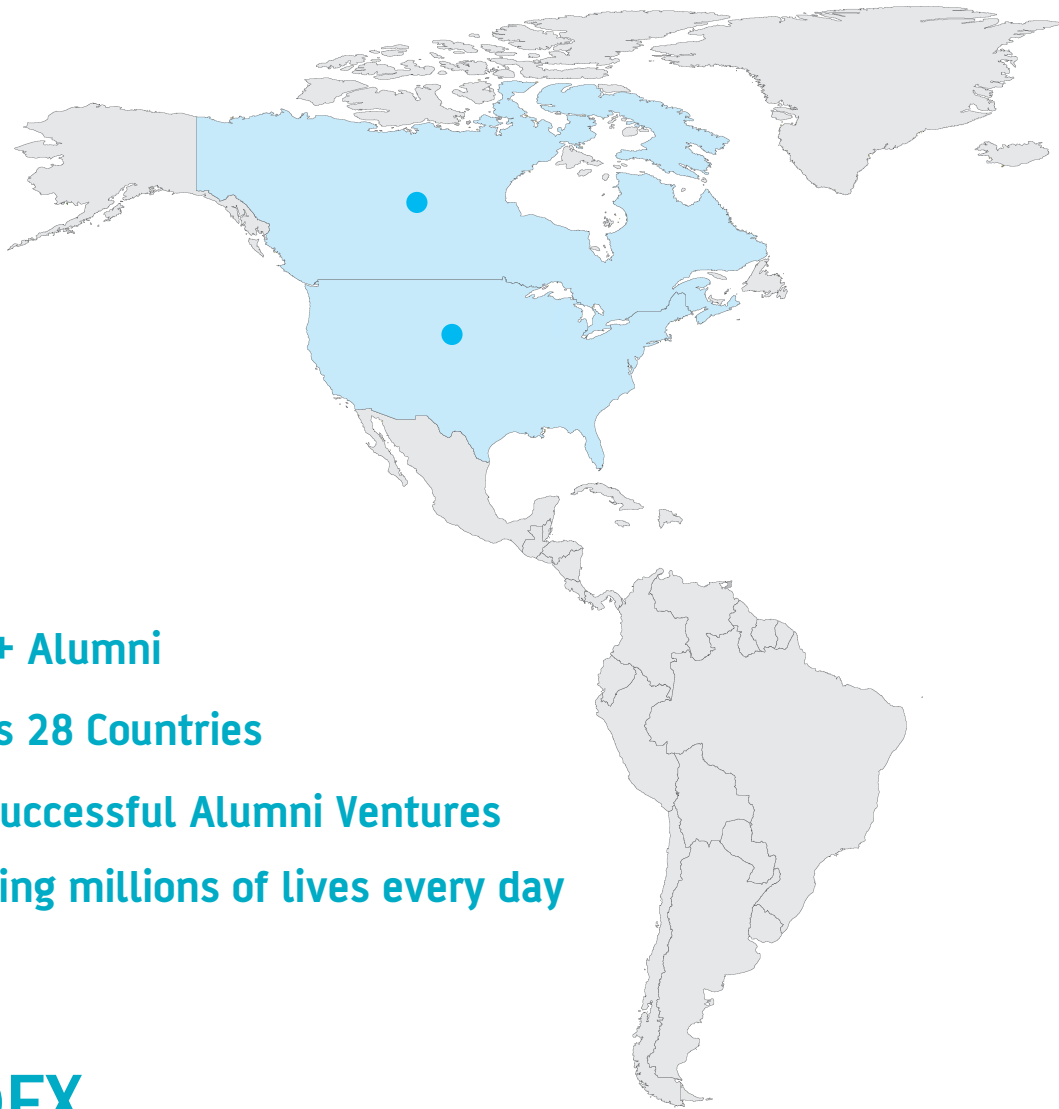 + Alumni
s 28 Countries
uccessful Alumni Ventures
ing millions of lives every day